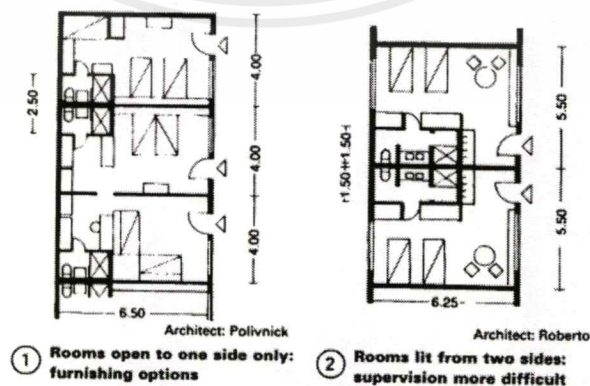 2.50
4.00
4.00
4.00
6.50
Architect: Polivnick
1 Rooms open to one side only:
furnishing options
r1.50++1.50⊣
5.50
5.50
6.25
Architect: Roberto
2 Rooms lit from two sides:
supervision more difficult